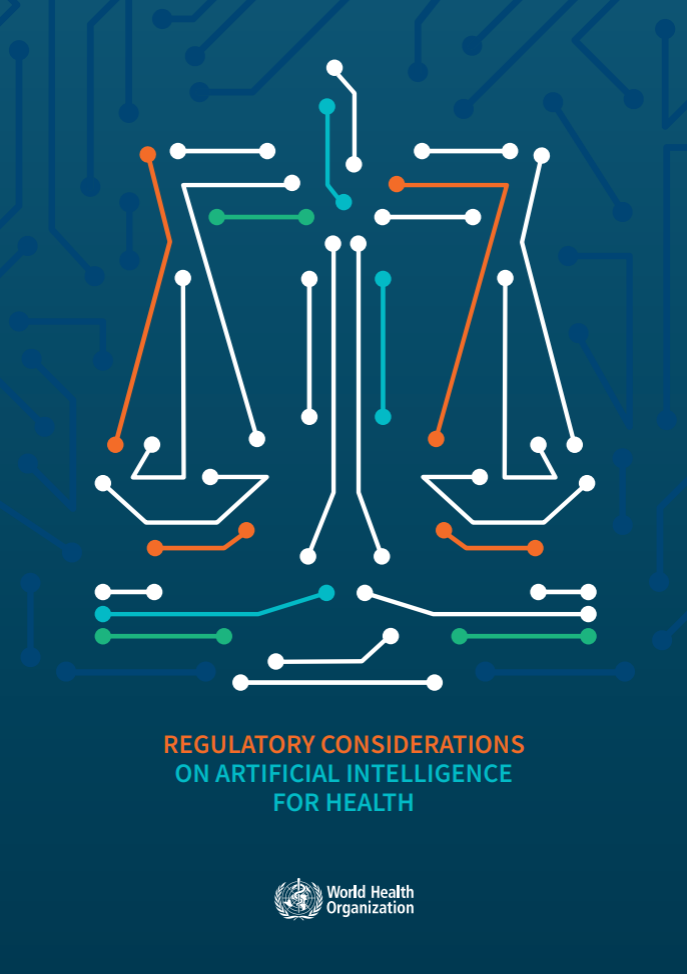 REGULATORY CONSIDERATIONS
ON ARTIFICIAL INTELLIGENCE
FOR HEALTH
World Health
Organization